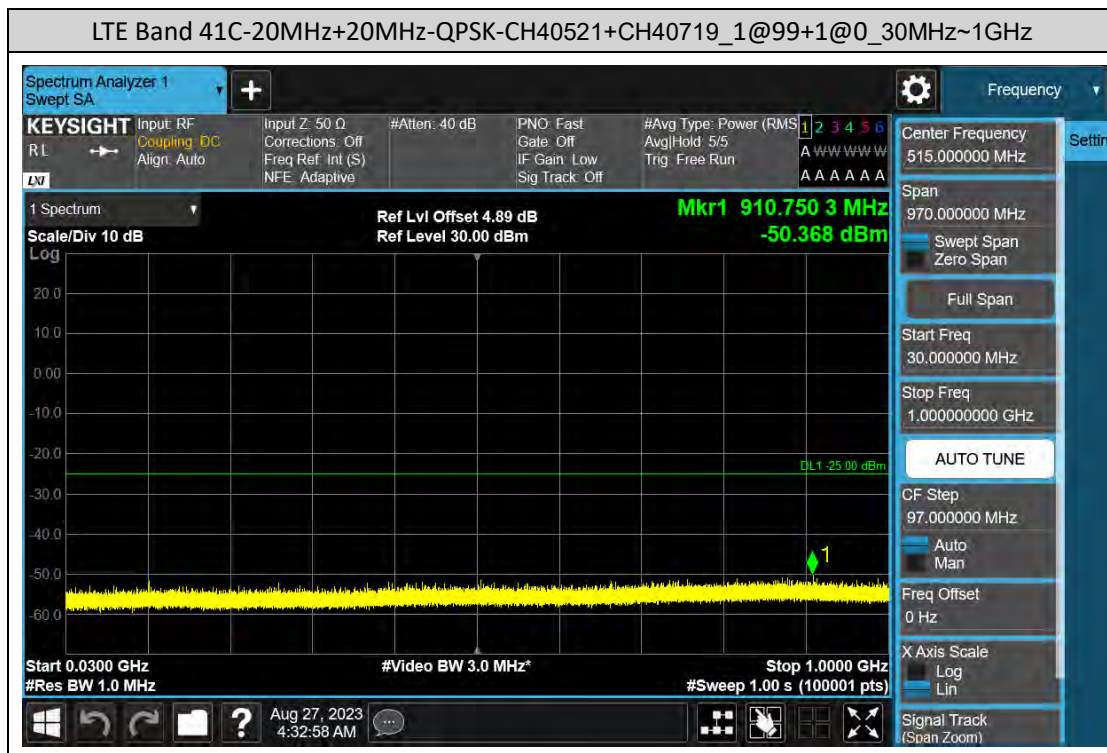 LTE Band 41C-20MHz+20MHz-QPSK-CH40521+CH40719_1@99+1@0_30MHz~1GHz
Spectrum Analyzer 1
Swept SA
Frequency
KEYSIGHT
RL
LXI
Input: RF
Coupling: DC
Align: Auto
Input Z: 50 Ω
Corrections: Off
Freq Ref: Int (S)
NFE: Adaptive
#Atten: 40 dB
PNO: Fast
Gate: Off
IF Gain: Low
Sig Track: Off
#Avg Type: Power (RMS
Avg|Hold: 5/5
Trig: Free Run
1 2 3 4 5 6
A W W W W W
A A A A A A
Settin
1 Spectrum
Scale/Div 10 dB
Log
Ref Lvl Offset 4.89 dB
Ref Level 30.00 dBm
Mkr1 910.750 3 MHz
-50.368 dBm
20.0
10.0
0.00
-10.0
-20.0
-30.0
-40.0
-50.0
-60.0
DL1 -25.00 dBm
1
Start 0.0300 GHz
#Res BW 1.0 MHz
#Video BW 3.0 MHz*
Stop 1.0000 GHz
#Sweep 1.00 s (100001 pts)
Center Frequency
515.000000 MHz
Span
970.000000 MHz
Swept Span
Zero Span
Full Span
Start Freq
30.000000 MHz
Stop Freq
1.000000000 GHz
AUTO TUNE
CF Step
97.000000 MHz
Auto
Man
Freq Offset
0 Hz
X Axis Scale
Log
Lin
Signal Track
(Span Zoom)
?
Aug 27, 2023
4:32:58 AM